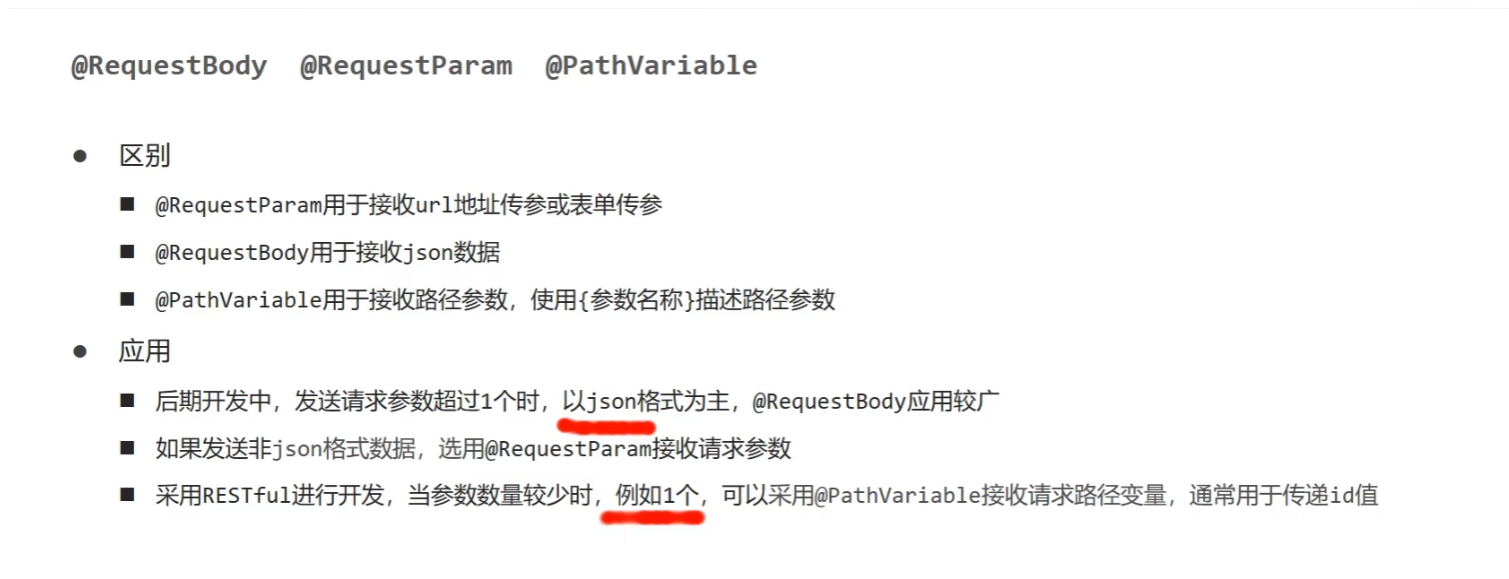 @RequestBody @RequestParam @PathVariable
区别
@RequestParam用于接收url地址传参或表单传参
@RequestBody用于接收json数据
@PathVariable用于接收路径参数，使用{参数名称}描述路径参数
应用
后期开发中，发送请求参数超过1个时，以json格式为主，@RequestBody应用较广
如果发送非json格式数据，选用@RequestParam接收请求参数
采用RESTful进行开发，当参数数量较少时，例如1个，可以采用@PathVariable接收请求路径变量，通常用于传递id值